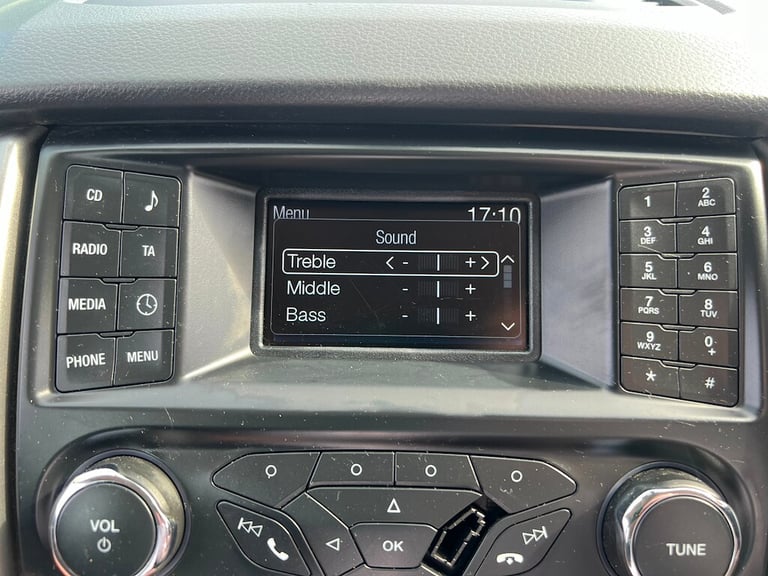 CD
RADIO TA
MEDIA
PHONE MENU
Menu 17:10
Sound
Treble < - + >
Middle - +
Bass - +
1 2 ABC
3 DEF 4 GHI
5 JKL 6 MNO
7 PQRS 8 TUV
9 WXYZ 0 +
* #
VOL
OK
TUNE